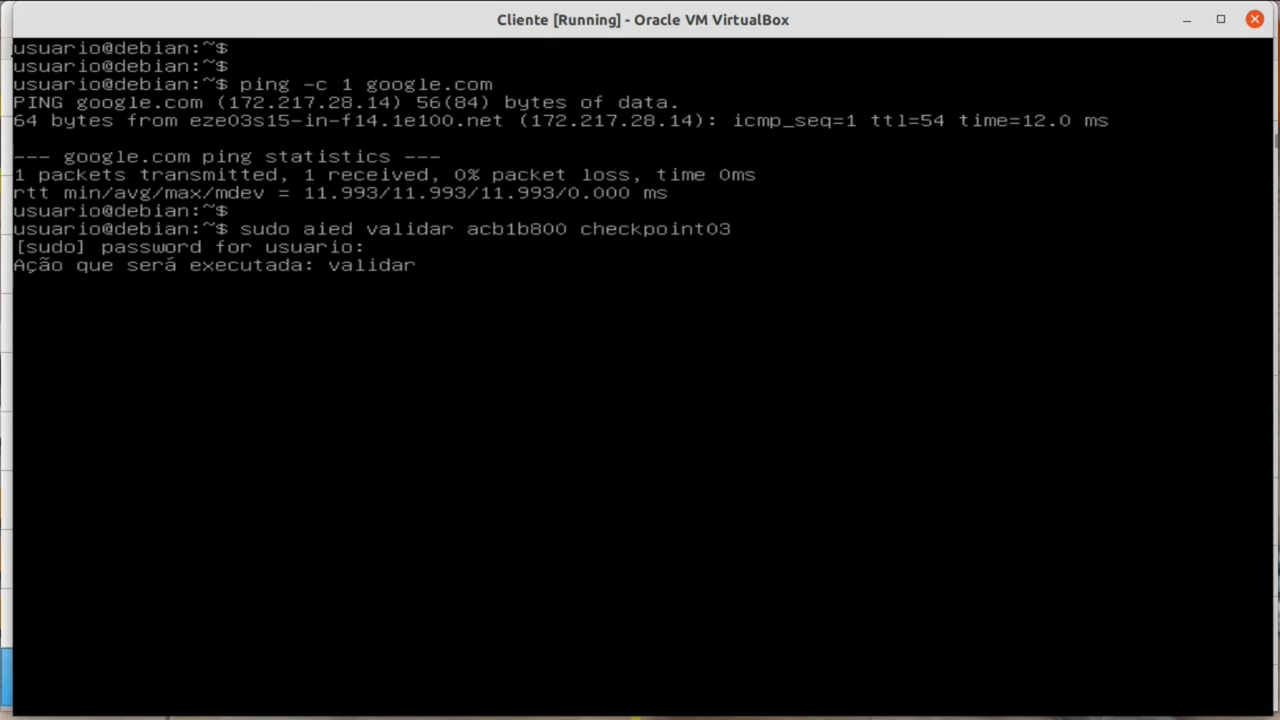 Cliente [Running] - Oracle VM VirtualBox
usuario@debian:~$
usuario@debian:~$
usuario@debian:~$ ping -c 1 google.com
PING google.com (172.217.28.14) 56(84) bytes of data.
64 bytes from eze03s15-in-f14.1e100.net (172.217.28.14): icmp_seq=1 ttl=54 time=12.0 ms
--- google.com ping statistics ---
1 packets transmitted, 1 received, 0% packet loss, time 0ms
rtt min/avg/max/mdev = 11.993/11.993/11.993/0.000 ms
usuario@debian:~$
usuario@debian:~$ sudo aied validar acb1b800 checkpoint03
[sudo] password for usuario:
Ação que será executada: validar